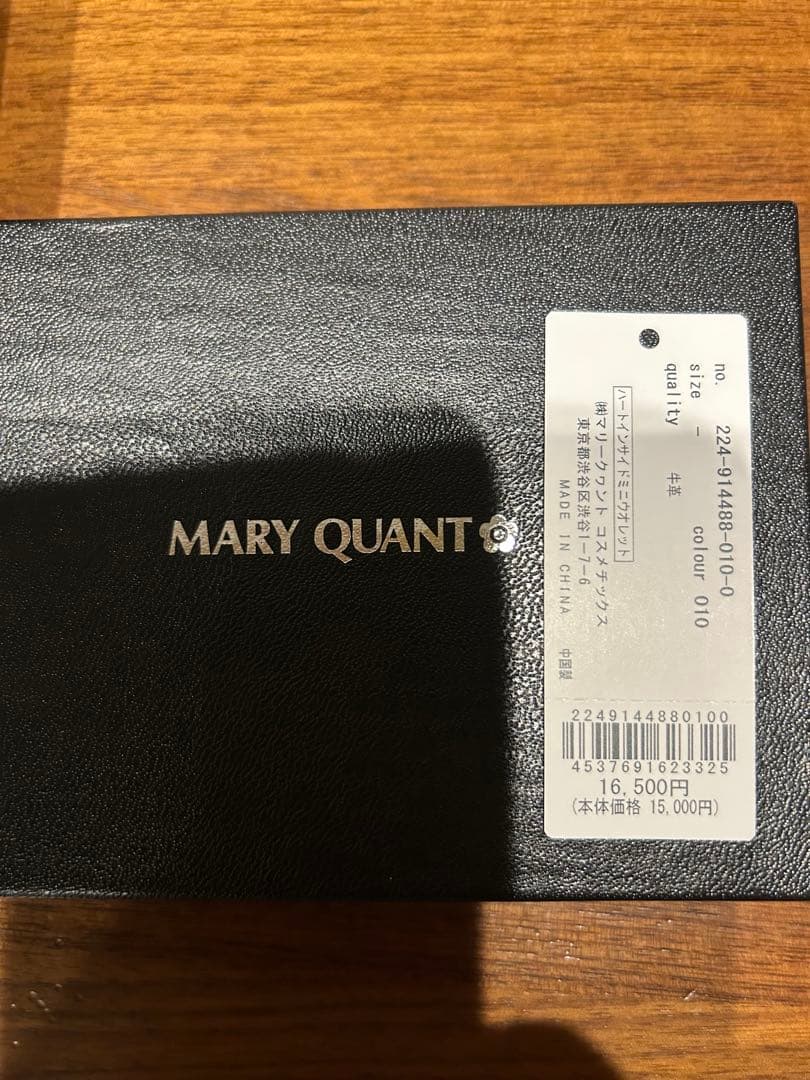 MARY QUANT
no. 224-914488-010-0
size - colour 010
quality 牛革
ハートインサイドミニウオレット
㈱マリークヮント コスメチックス
東京都渋谷区渋谷1-7-6
MADE IN CHINA 中国製
2249144880100
4537691623325
16,500円
(本体価格 15,000円)